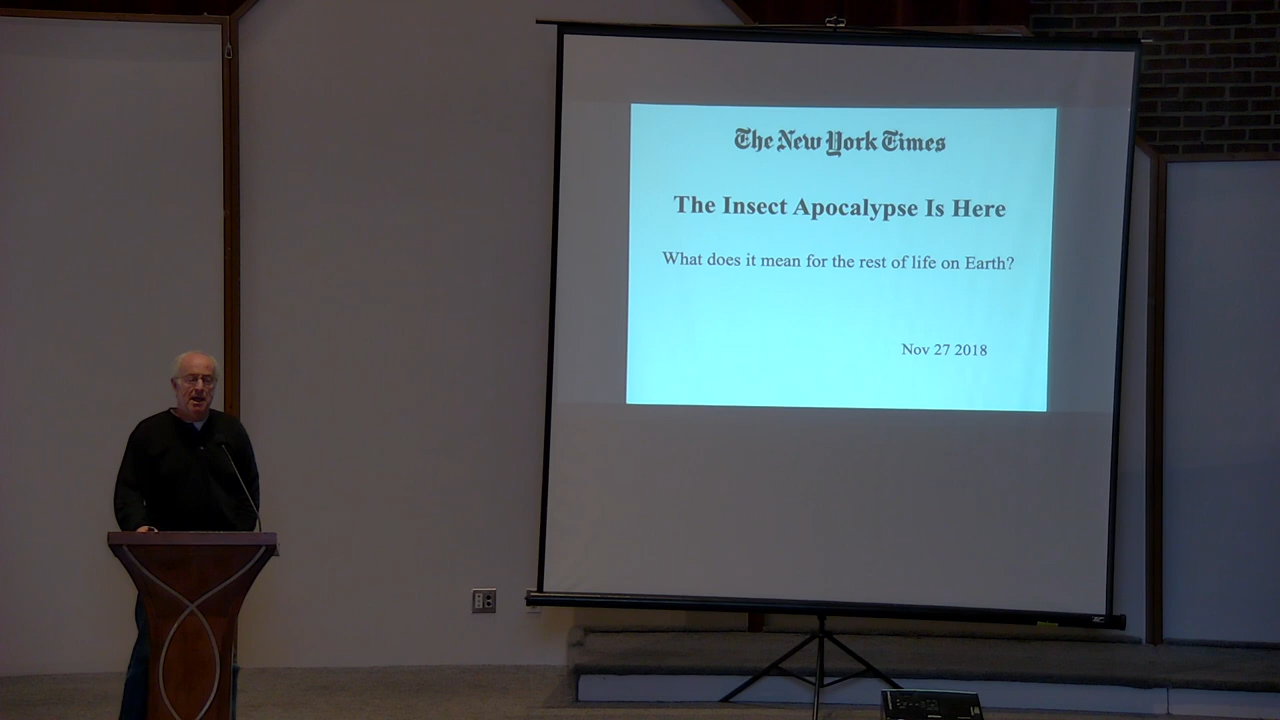 The New York Times
The Insect Apocalypse Is Here
What does it mean for the rest of life on Earth?
Nov 27 2018